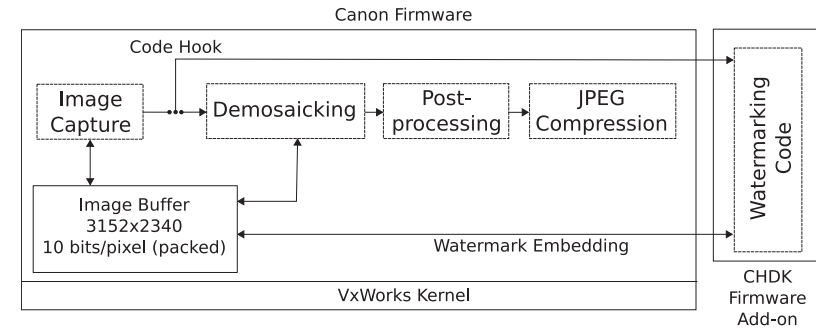 Canon Firmware
Code Hook
Image
Capture
Demosaicking
Post-
processing
JPEG
Compression
Watermarking
Code
Image Buffer
3152x2340
10 bits/pixel (packed)
Watermark Embedding
VxWorks Kernel
CHDK
Firmware
Add-on